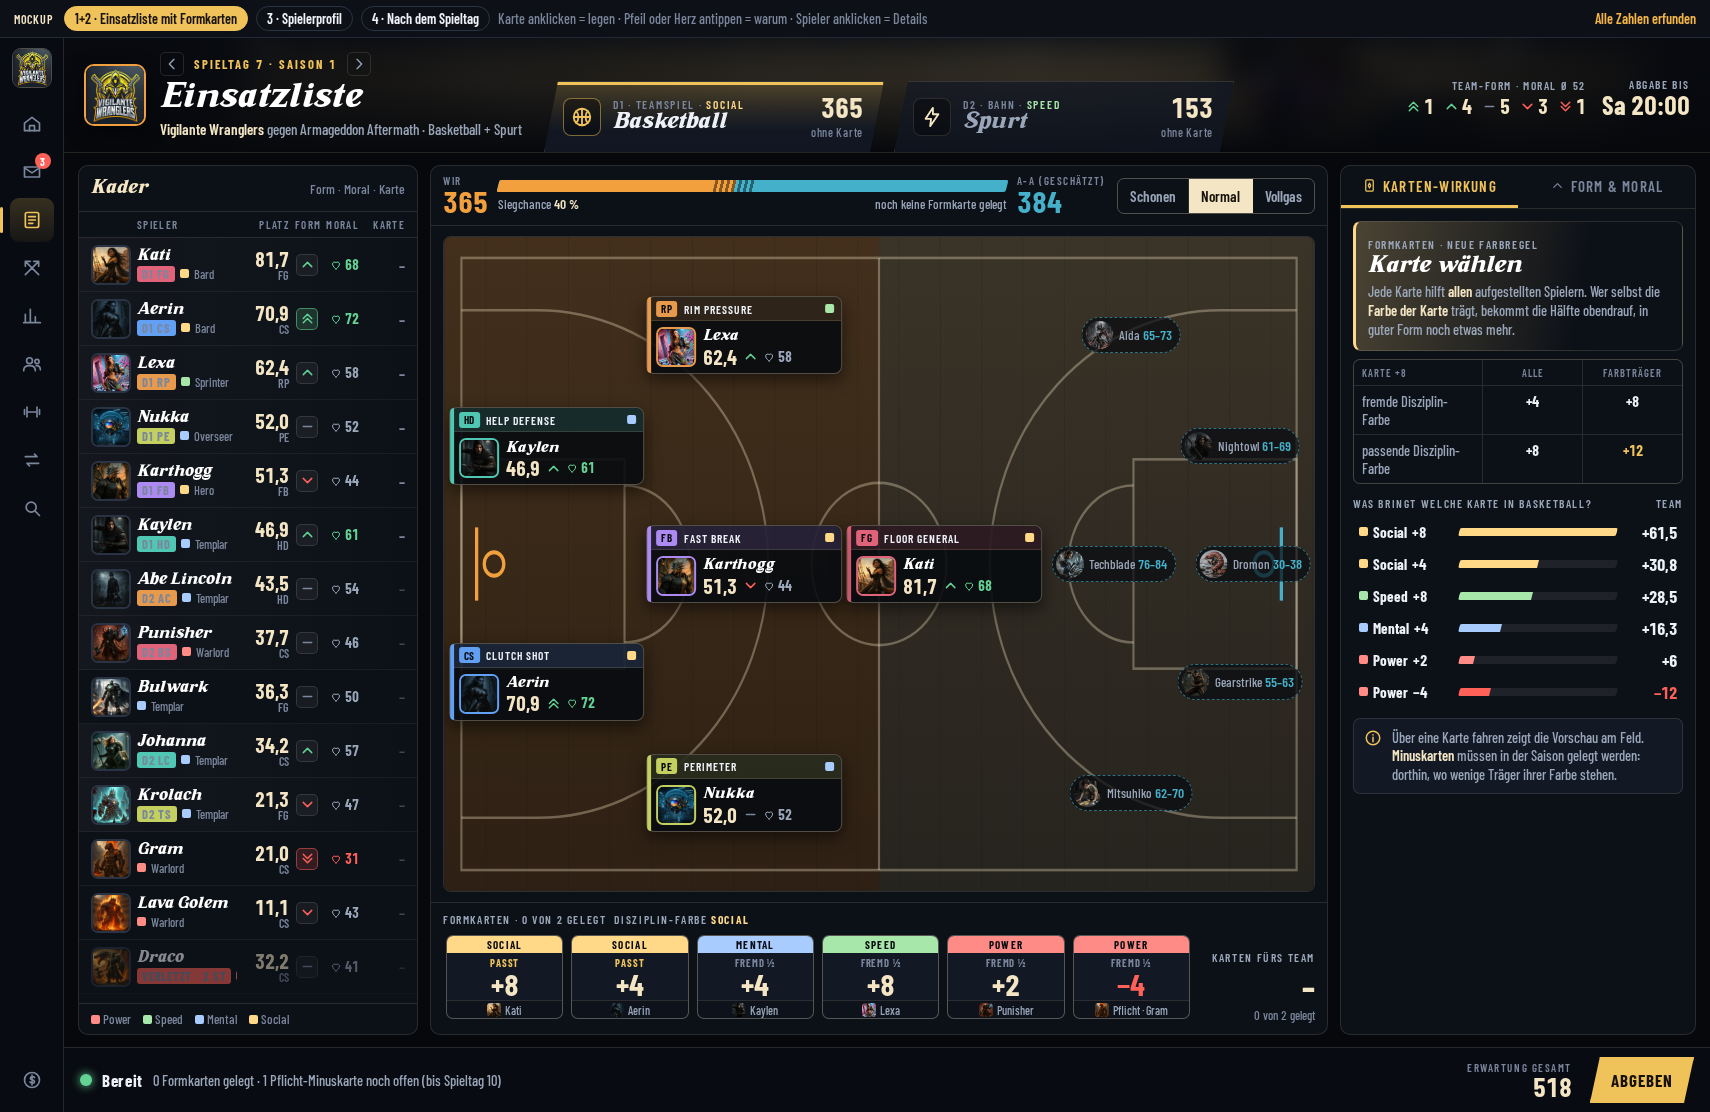 MOCKUP 1+2 · Einsatzliste mit Formkarten 3 · Spielerprofil 4 · Nach dem Spieltag Karte anklicken = legen · Pfeil oder Herz antippen = warum · Spieler anklicken = Details Alle Zahlen erfunden
3
$
VIGILANTE WRANGLERS
SPIELTAG 7 · SAISON 1
Einsatzliste
Vigilante Wranglers gegen Armageddon Aftermath · Basketball + Spurt
D1 · TEAMSPIEL · SOCIAL
Basketball
365
ohne Karte
D2 · BAHN · SPEED
Spurt
153
ohne Karte
TEAM-FORM · MORAL Ø 52
1 4 5 3 1
ABGABE BIS
Sa 20:00
Kader Form · Moral · Karte
SPIELER PLATZ FORM MORAL KARTE
Kati 81,7 68 –
D1 FG Bard FG
Aerin 70,9 72 –
D1 CS Bard CS
Lexa 62,4 58 –
D1 RP Sprinter RP
Nukka 52,0 52 –
D1 PE Overseer PE
Karthogg 51,3 44 –
D1 FB Hero FB
Kaylen 46,9 61 –
D1 HD Templar HD
Abe Lincoln 43,5 54 –
D2 AC Templar HD
Punisher 37,7 46 –
Warlord CS
Bulwark 36,3 50 –
Templar FG
Johanna 34,2 57 –
D2 LC Templar CS
Krolach 21,3 47 –
D2 TS Templar FG
Gram 21,0 31 –
Warlord CS
Lava Golem 11,1 43 –
Warlord CS
Draco 32,2 41 –
CS
Power Speed Mental Social
WIR
365
Siegchance 40 %
noch keine Formkarte gelegt
A-A (GESCHÄTZT)
384
Schonen Normal Vollgas
RP RIM PRESSURE
Lexa
62,4 58
HD HELP DEFENSE
Kaylen
46,9 61
FB FAST BREAK
Karthogg
51,3 44
FG FLOOR GENERAL
Kati
81,7 68
CS CLUTCH SHOT
Aerin
70,9 72
PE PERIMETER
Nukka
52,0 52
Aida 65–73
Nightowl 61–69
Techblade 76–84
Dromon 30–38
Gearstrike 55–63
Mitsuhiko 62–70
FORMKARTEN · 0 VON 2 GELEGT DISZIPLIN-FARBE SOCIAL
SOCIAL
PASST
+8
Kati
SOCIAL
PASST
+4
Aerin
MENTAL
FREMD ½
+4
Kaylen
SPEED
FREMD ½
+8
Lexa
POWER
FREMD ½
+2
Punisher
POWER
FREMD ½
–4
Pflicht · Gram
KARTEN FÜRS TEAM
–
0 von 2 gelegt
KARTEN-WIRKUNG FORM & MORAL
FORMKARTEN · NEUE FARBREGEL
Karte wählen
Jede Karte hilft allen aufgestellten Spielern. Wer selbst die
Farbe der Karte trägt, bekommt die Hälfte obendrauf, in
guter Form noch etwas mehr.
KARTE +8 ALLE FARBTRÄGER
fremde Disziplin-Farbe +4 +8
passende Disziplin-Farbe +8 +12
WAS BRINGT WELCHE KARTE IN BASKETBALL? TEAM
Social +8 +61,5
Social +4 +30,8
Speed +8 +28,5
Mental +4 +16,3
Power +2 +6
Power –4 –12
Über eine Karte fahren zeigt die Vorschau am Feld.
Minuskarten müssen in der Saison gelegt werden:
dorthin, wo wenige Träger ihrer Farbe stehen.
Bereit 0 Formkarten gelegt · 1 Pflicht-Minuskarte noch offen (bis Spieltag 10)
ERWARTUNG GESAMT
518
ABGEBEN